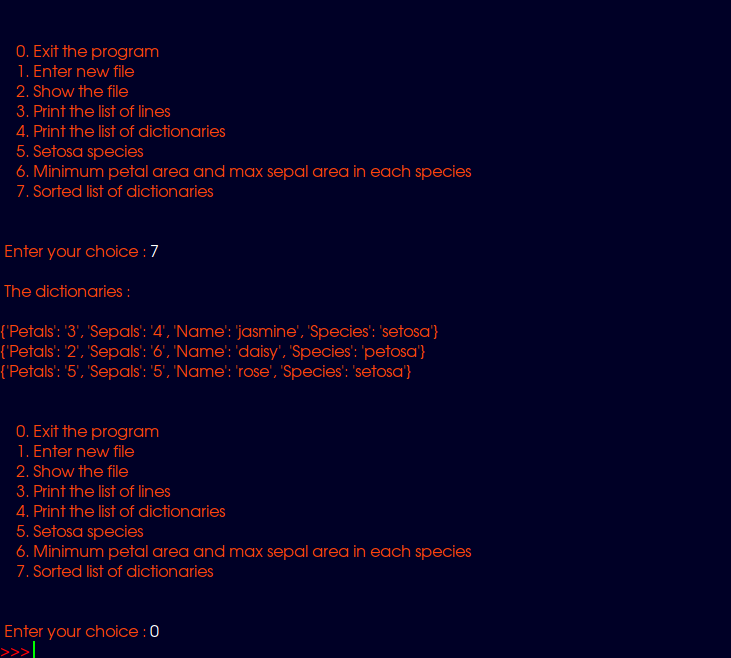 0. Exit the program
1. Enter new file
2. Show the file
3. Print the list of lines
4. Print the list of dictionaries
5. Setosa species
6. Minimum petal area and max sepal area in each species
7. Sorted list of dictionaries
Enter your choice : 7
The dictionaries :
{'Petals': '3', 'Sepals': '4', 'Name': 'jasmine', 'Species': 'setosa'}
{'Petals': '2', 'Sepals': '6', 'Name': 'daisy', 'Species': 'petosa'}
{'Petals': '5', 'Sepals': '5', 'Name': 'rose', 'Species': 'setosa'}
0. Exit the program
1. Enter new file
2. Show the file
3. Print the list of lines
4. Print the list of dictionaries
5. Setosa species
6. Minimum petal area and max sepal area in each species
7. Sorted list of dictionaries
Enter your choice : 0
>>>